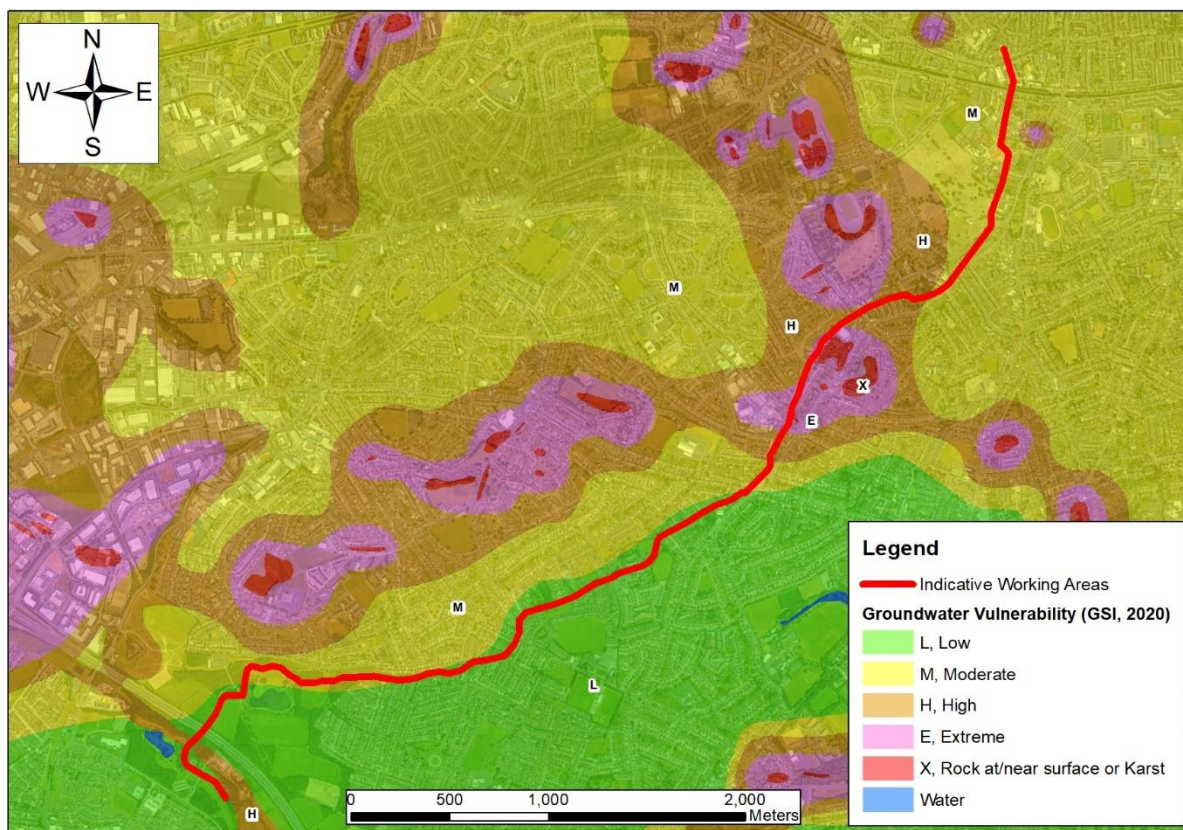 N
W E
S
M
H
M
H
X
E
M
L
H
Legend
Indicative Working Areas
Groundwater Vulnerability (GSI, 2020)
L, Low
M, Moderate
H, High
E, Extreme
X, Rock at/near surface or Karst
Water
0 500 1,000 2,000
Meters